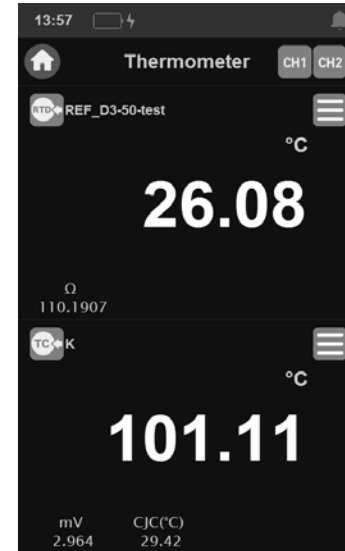 13:57
Thermometer CH1 CH2
RTD REF_D3-50-test
°C
26.08
Ω
110.1907
TC K
°C
101.11
mV CJC(°C)
2.964 29.42